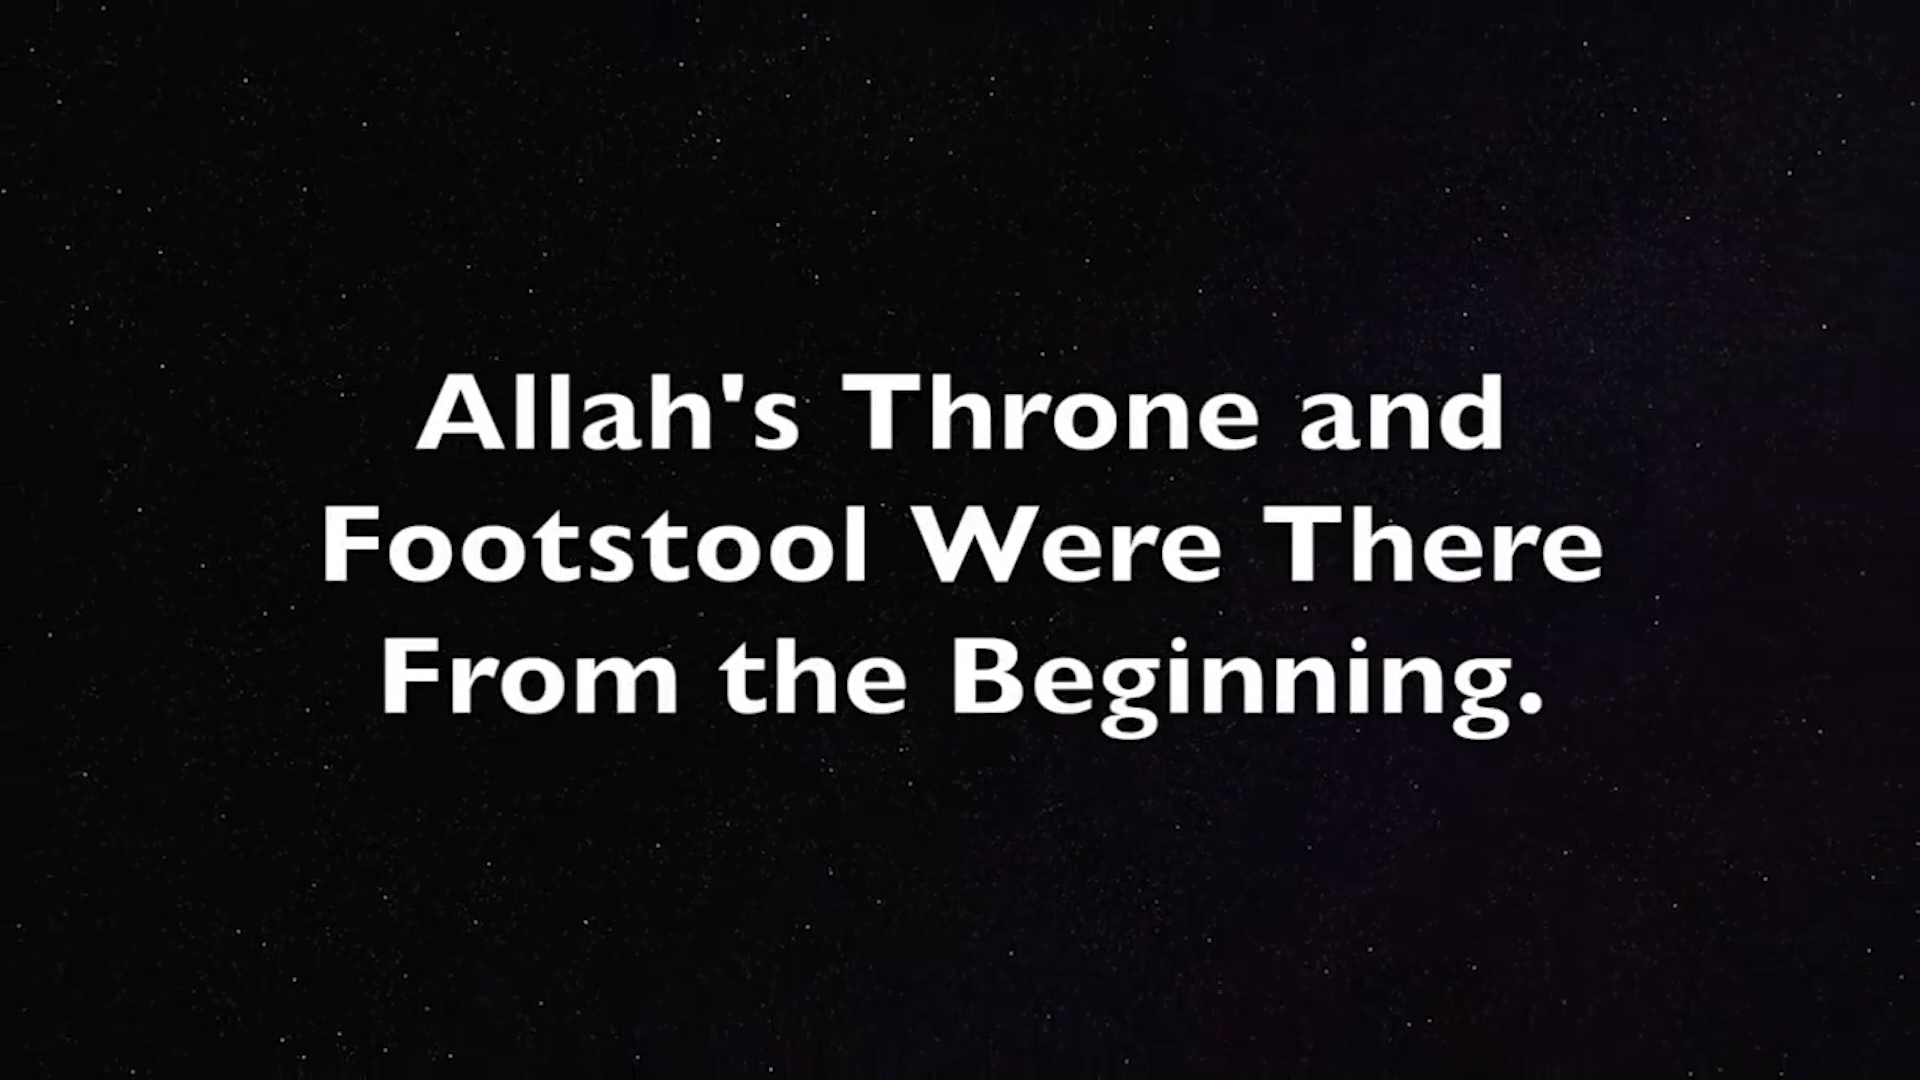 Allah's Throne and
Footstool Were There
From the Beginning.